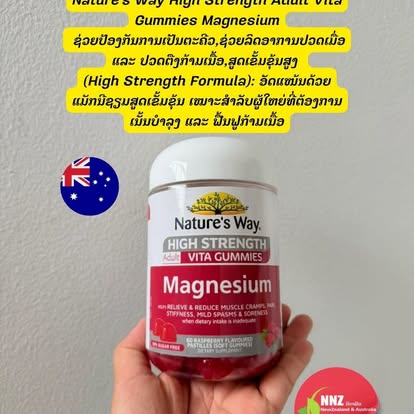 Nature's Way High Strength Adult Vita
Gummies Magnesium
ຊ່ວຍປ້ອງກັນການເປັນຕະຄິວ,ຊ່ວຍລົດອາການປວດເມື່ອ
ແລະ ປວດຕຶງກ້າມເນື້ອ,ສູດເຂັ້ມຂຸ້ນສູງ
(High Strength Formula): ອັດແໜ້ນດ້ວຍ
ແມັກນີຊຽມສູດເຂັ້ມຂຸ້ນ ເໝາະສຳລັບຜູ້ໃຫຍ່ທີ່ຕ້ອງການ
ເນັ້ນບຳລຸງ ແລະ ຟື້ນຟູກ້າມເນື້ອ
Nature's Way
HIGH STRENGTH
Adult VITA GUMMIES
Magnesium
HELPS RELIEVE & REDUCE MUSCLE CRAMPS, PAIN,
STIFFNESS, MILD SPASMS & SORENESS
when dietary intake is inadequate
SUGAR FREE
60 RASPBERRY FLAVOURED
PASTILLES (SOFT GUMMIES)
DIETARY SUPPLEMENT
NNZ
NewZealand & Australia